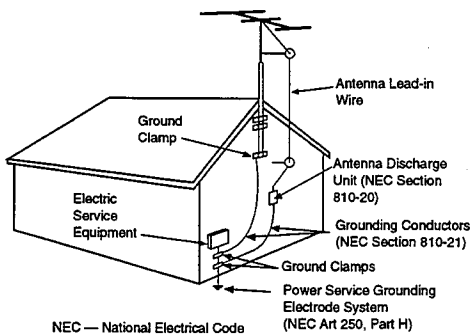 Antenna Lead-in
Wire
Ground
Clamp
Antenna Discharge
Unit (NEC Section
810-20)
Electric
Service
Equipment
Grounding Conductors
(NEC Section 810-21)
Ground Clamps
Power Service Grounding
Electrode System
(NEC Art 250, Part H)
NEC — National Electrical Code